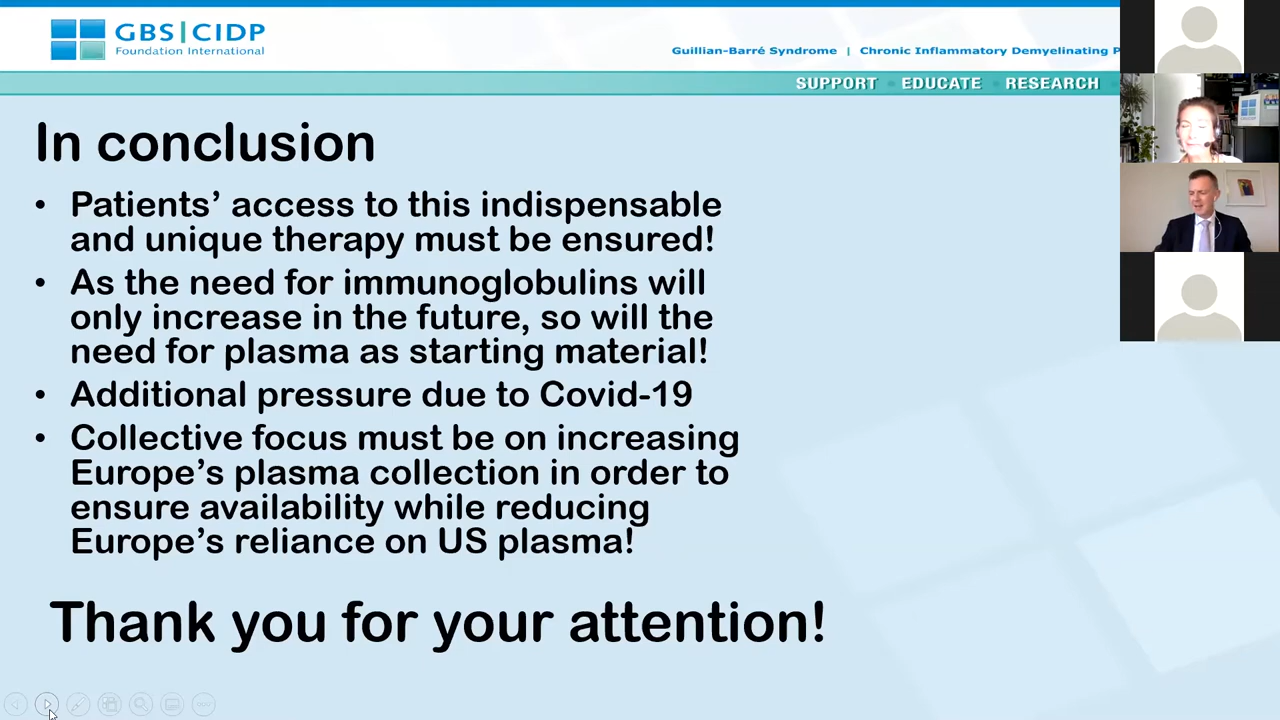 GBS|CIDP
Foundation International
Guillian-Barré Syndrome | Chronic Inflammatory Demyelinating P
SUPPORT EDUCATE RESEARCH
In conclusion
• Patients’ access to this indispensable
and unique therapy must be ensured!
• As the need for immunoglobulins will
only increase in the future, so will the
need for plasma as starting material!
• Additional pressure due to Covid-19
• Collective focus must be on increasing
Europe’s plasma collection in order to
ensure availability while reducing
Europe’s reliance on US plasma!
Thank you for your attention!